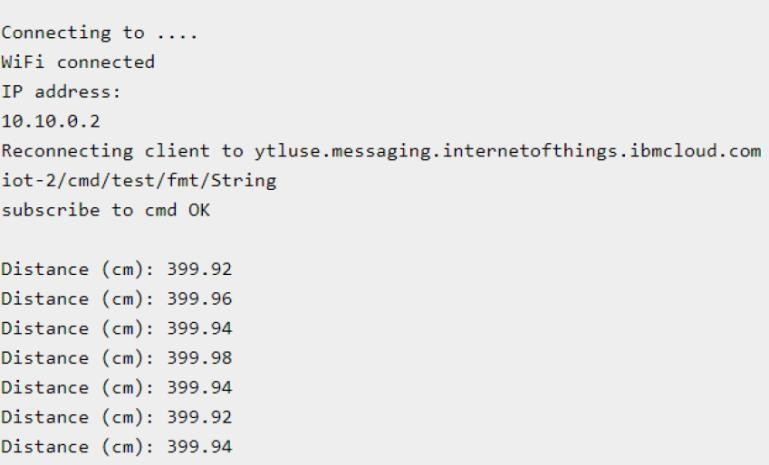 Connecting to ....
WiFi connected
IP address:
10.10.0.2
Reconnecting client to ytluse.messaging.internetofthings.ibmcloud.com
iot-2/cmd/test/fmt/String
subscribe to cmd OK
Distance (cm): 399.92
Distance (cm): 399.96
Distance (cm): 399.94
Distance (cm): 399.98
Distance (cm): 399.94
Distance (cm): 399.92
Distance (cm): 399.94